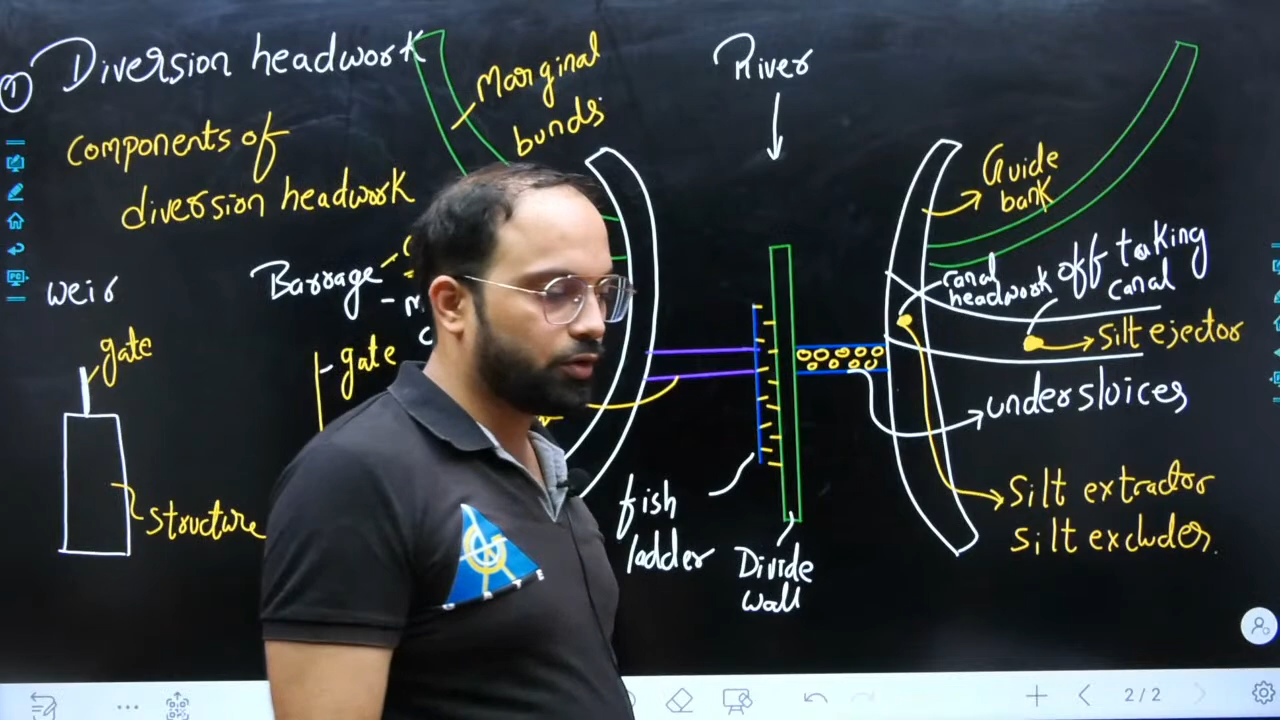 ① Diversion headwork
Components of
diversion headwork
weir
gate
structure
Barrage
gate
Marginal
bunds
River
Guide
bank
canal
headwork
off taking
canal
silt ejector
undersluices
Silt extractor
Silt excluder.
fish
ladder
Divide
wall
2/2